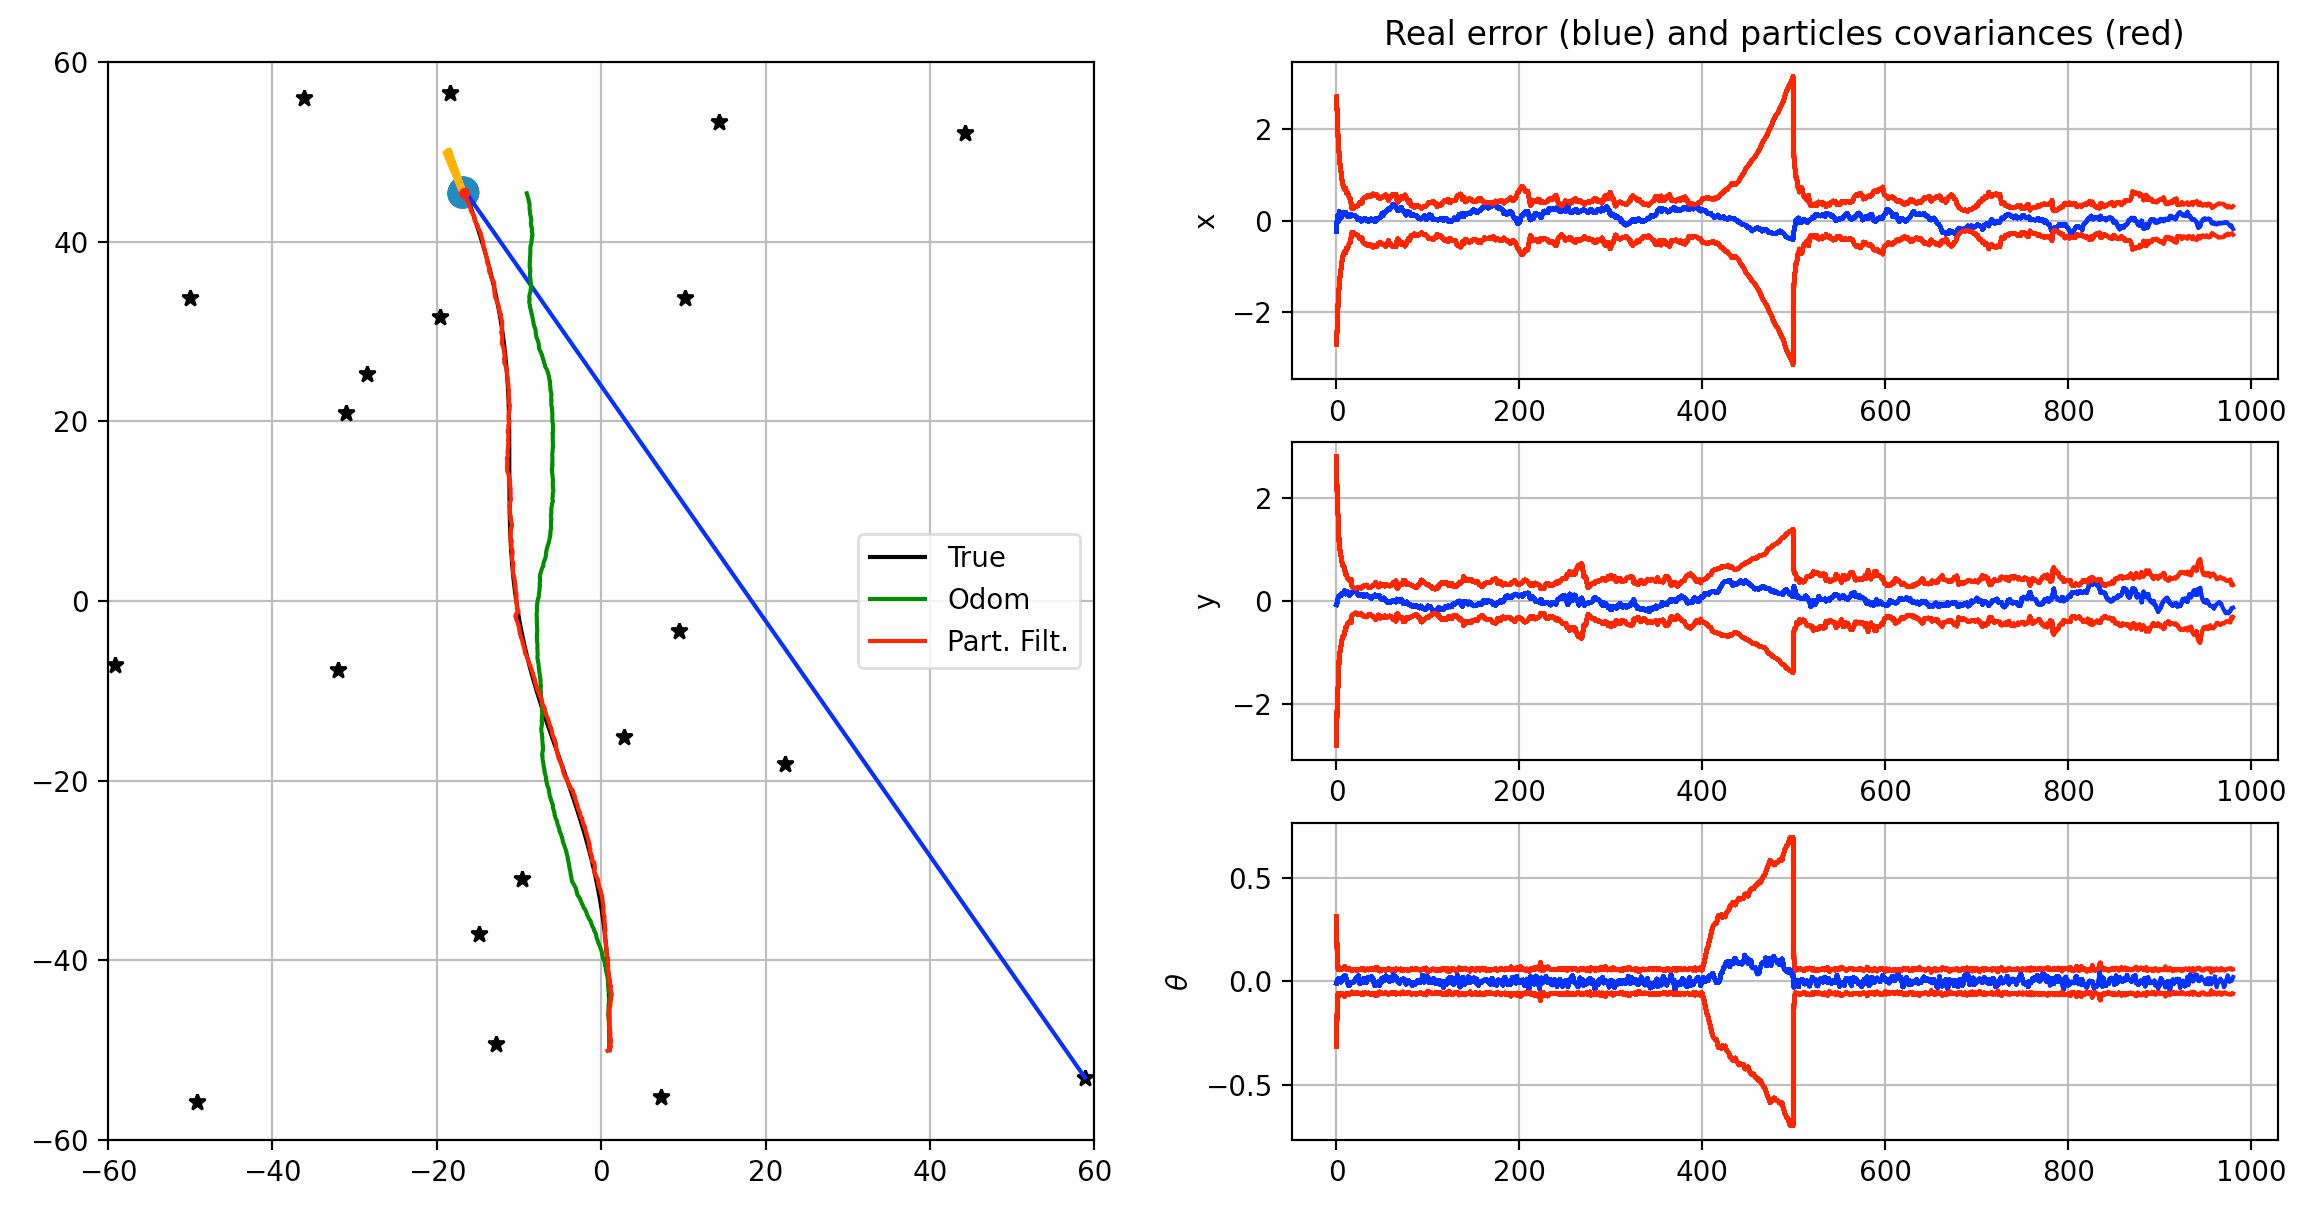 60
40
20
0
−20
−40
−60
−60 −40 −20 0 20 40 60
True
Odom
Part. Filt.
Real error (blue) and particles covariances (red)
x
2
0
−2
0 200 400 600 800 1000
y
2
0
−2
0 200 400 600 800 1000
θ
0.5
0.0
−0.5
0 200 400 600 800 1000